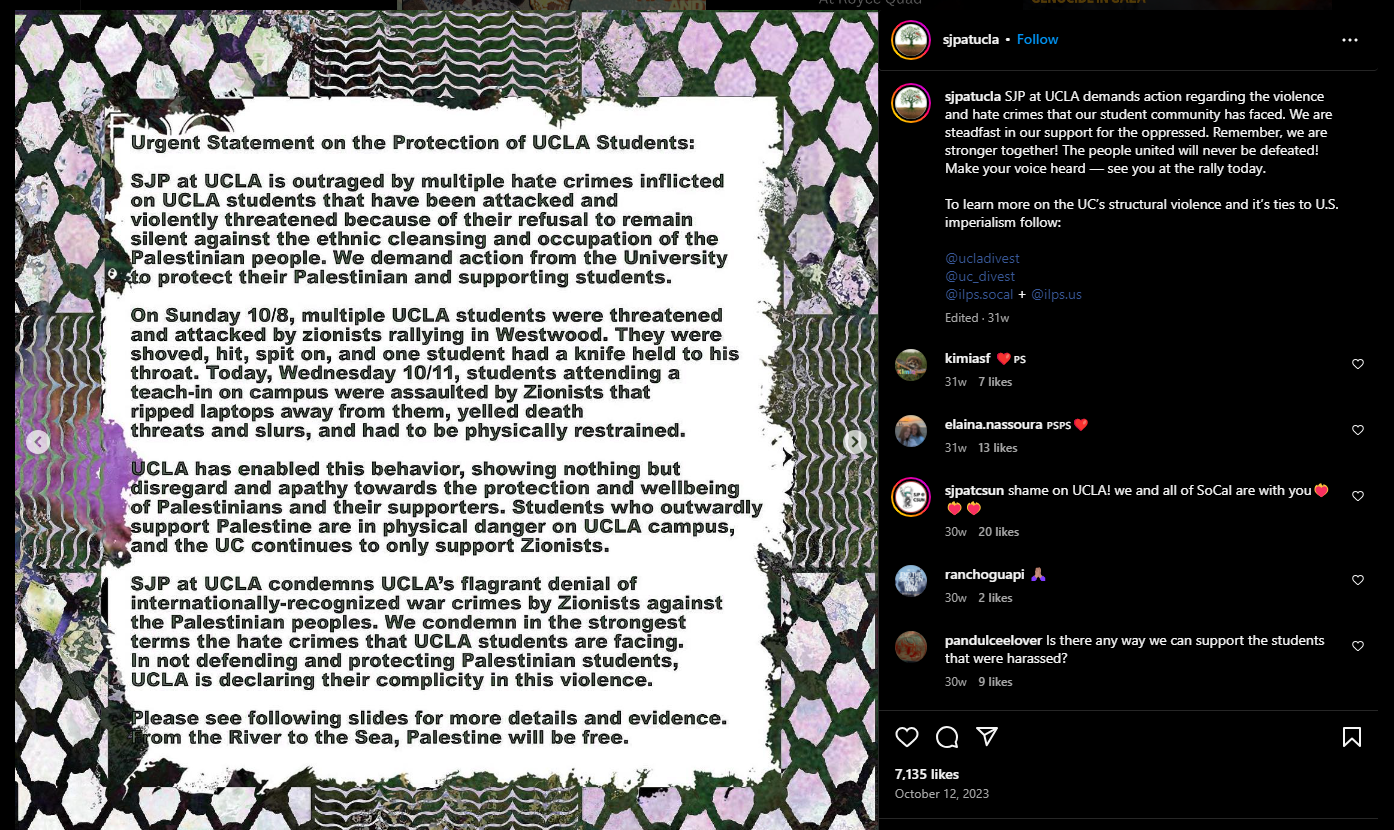 At Royce Quad
GENOCIDE IN GAZA
Urgent Statement on the Protection of UCLA Students:
SJP at UCLA is outraged by multiple hate crimes inflicted
on UCLA students that have been attacked and
violently threatened because of their refusal to remain
silent against the ethnic cleansing and occupation of the
Palestinian people. We demand action from the University
to protect their Palestinian and supporting students.
On Sunday 10/8, multiple UCLA students were threatened
and attacked by zionists rallying in Westwood. They were
shoved, hit, spit on, and one student had a knife held to his
throat. Today, Wednesday 10/11, students attending a
teach-in on campus were assaulted by Zionists that
ripped laptops away from them, yelled death
threats and slurs, and had to be physically restrained.
UCLA has enabled this behavior, showing nothing but
disregard and apathy towards the protection and wellbeing
of Palestinians and their supporters. Students who outwardly
support Palestine are in physical danger on UCLA campus,
and the UC continues to only support Zionists.
SJP at UCLA condemns UCLA's flagrant denial of
internationally-recognized war crimes by Zionists against
the Palestinian peoples. We condemn in the strongest
terms the hate crimes that UCLA students are facing.
In not defending and protecting Palestinian students,
UCLA is declaring their complicity in this violence.
Please see following slides for more details and evidence.
From the River to the Sea, Palestine will be free.
sjpatucla • Follow
sjpatucla SJP at UCLA demands action regarding the violence
and hate crimes that our student community has faced. We are
steadfast in our support for the oppressed. Remember, we are
stronger together! The people united will never be defeated!
Make your voice heard — see you at the rally today.
To learn more on the UC's structural violence and it's ties to U.S.
imperialism follow:
@ucladivest
@uc_divest
@ilps.socal + @ilps.us
Edited · 31w
kimiasf ❤️ 🇵🇸
31w 7 likes
elaina.nassoura 🇵🇸🇵🇸❤️
31w 13 likes
sjpatcsun shame on UCLA! we and all of SoCal are with you❤️‍🔥
❤️‍🔥❤️‍🔥
30w 20 likes
ranchoguapi 🙏🏽
30w 2 likes
pandulceelover Is there any way we can support the students
that were harassed?
30w 9 likes
7,135 likes
October 12, 2023